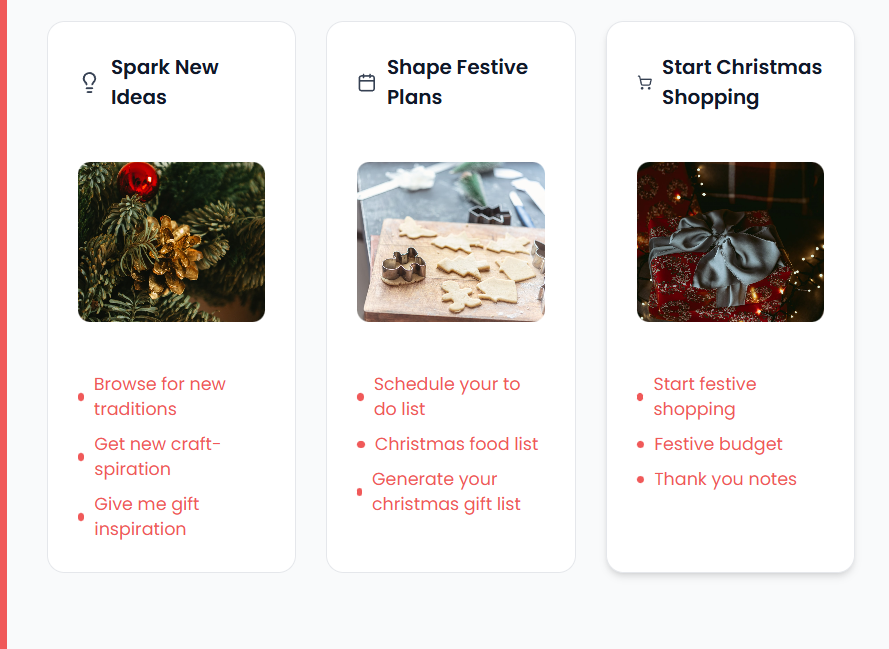 Spark New
Ideas
Browse for new
traditions
Get new craft-
spiration
Give me gift
inspiration
Shape Festive
Plans
Schedule your to
do list
Christmas food list
Generate your
christmas gift list
Start Christmas
Shopping
Start festive
shopping
Festive budget
Thank you notes